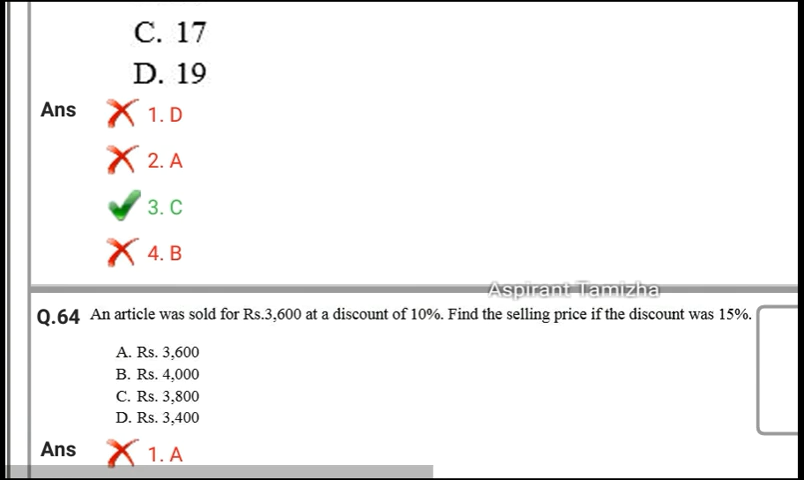 C. 17
D. 19
Ans 1. D
2. A
3. C
4. B
Aspirant Tamizha
Q.64 An article was sold for Rs.3,600 at a discount of 10%. Find the selling price if the discount was 15%.
A. Rs. 3,600
B. Rs. 4,000
C. Rs. 3,800
D. Rs. 3,400
Ans 1. A